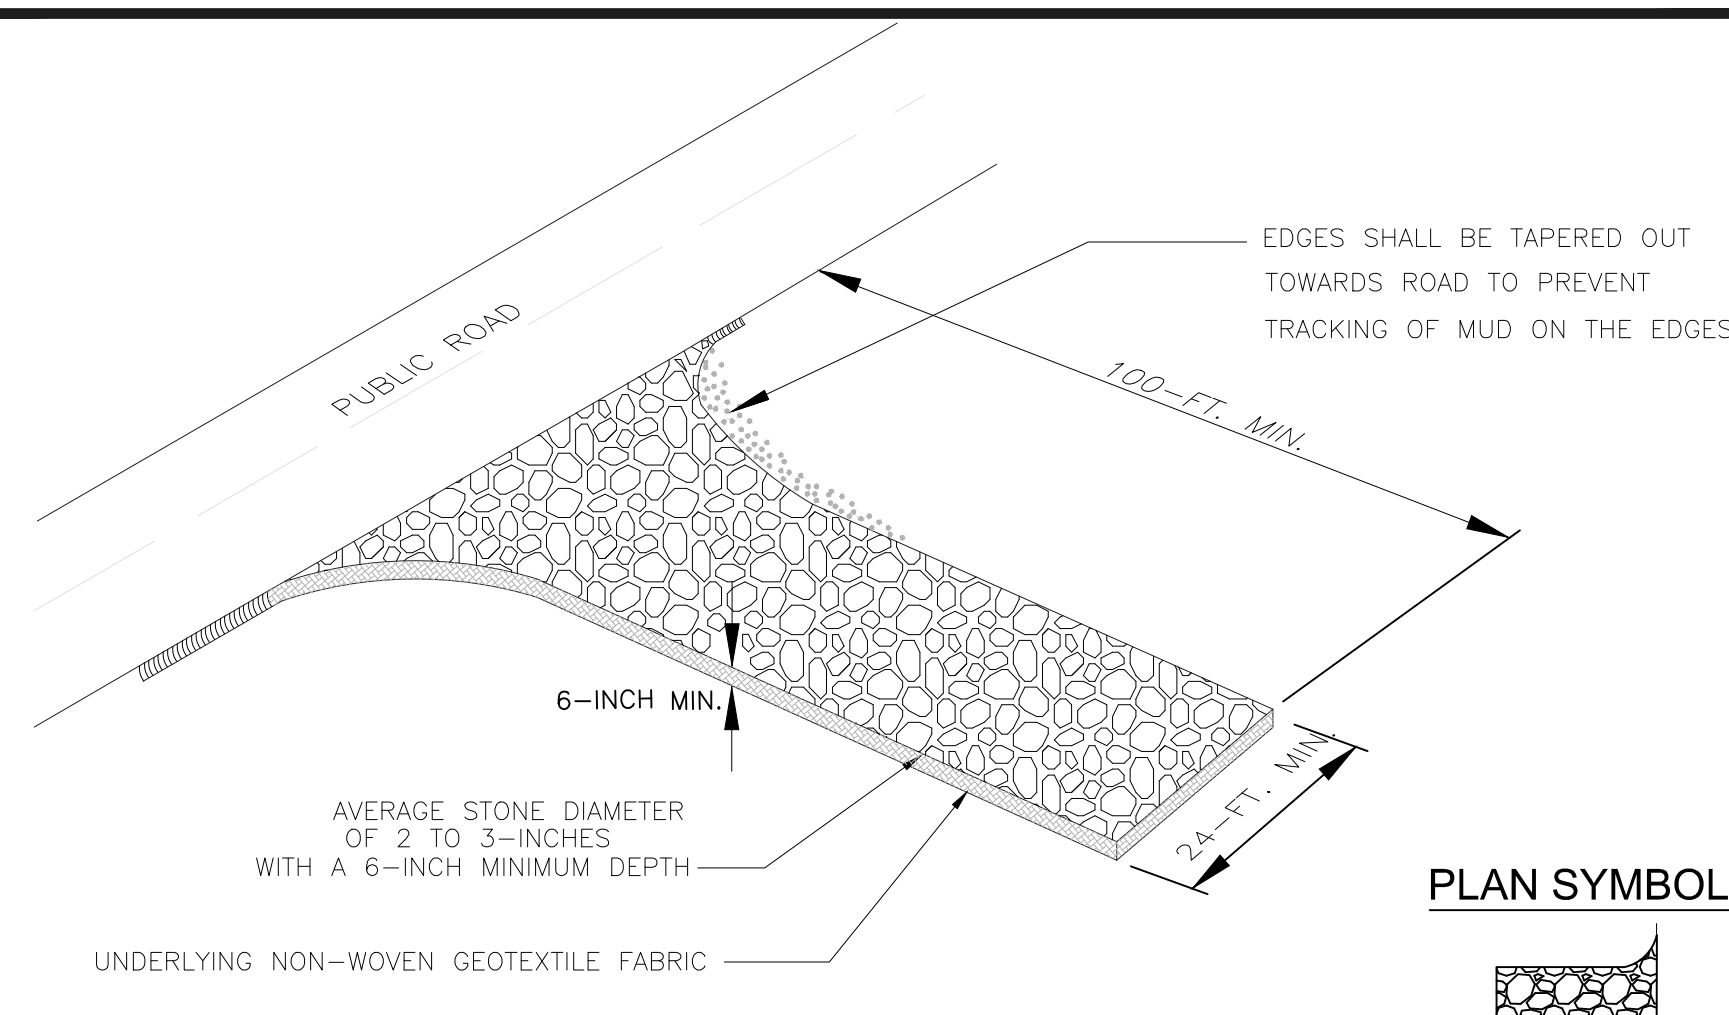 EDGES SHALL BE TAPERED OUT
TOWARDS ROAD TO PREVENT
TRACKING OF MUD ON THE EDGES
PUBLIC ROAD
100-FT. MIN.
6-INCH MIN.
24-FT. MIN.
AVERAGE STONE DIAMETER
OF 2 TO 3-INCHES
WITH A 6-INCH MINIMUM DEPTH
UNDERLYING NON-WOVEN GEOTEXTILE FABRIC
PLAN SYMBOL